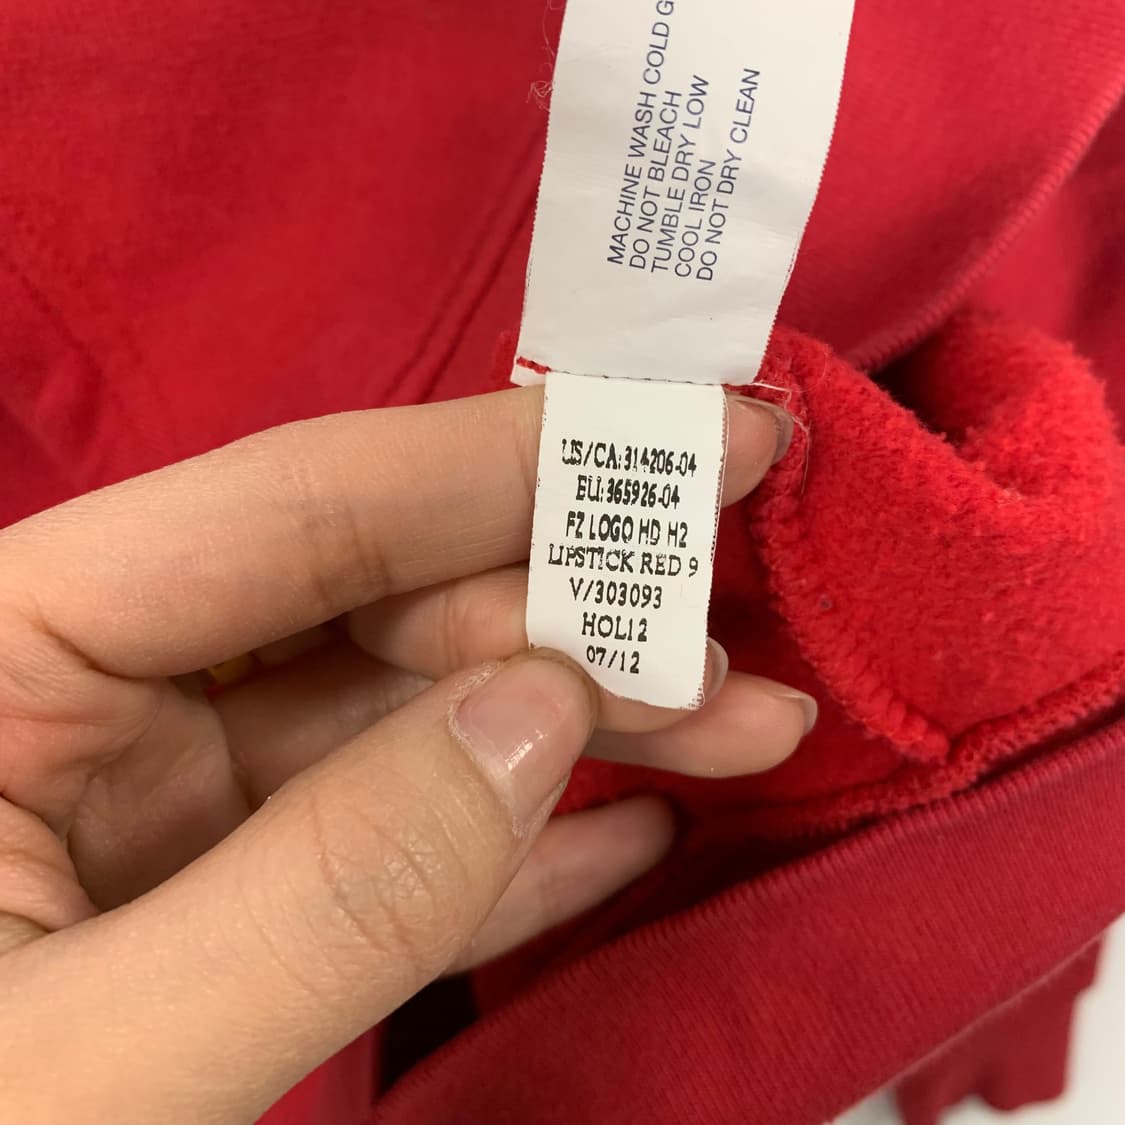 MACHINE WASH COLD G
DO NOT BLEACH
TUMBLE DRY LOW
COOL IRON
DO NOT DRY CLEAN
US/CA:314206-04
EU:365926-04
FZ LOGO HD H2
LIPSTICK RED 9
V/303093
HOL12
07/12